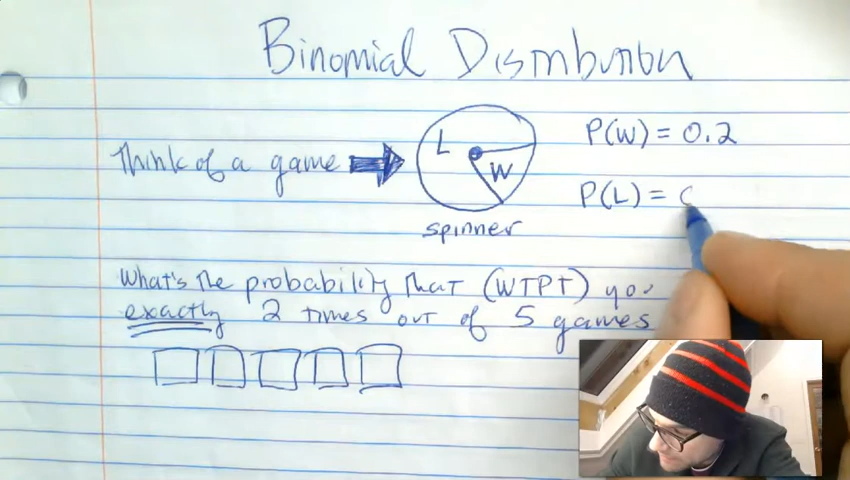 Binomial Distribution
Think of a game
L
W
spinner
P(W) = 0.2
P(L) =
What's the probability that (WTPT) you
exactly 2 times out of 5 games